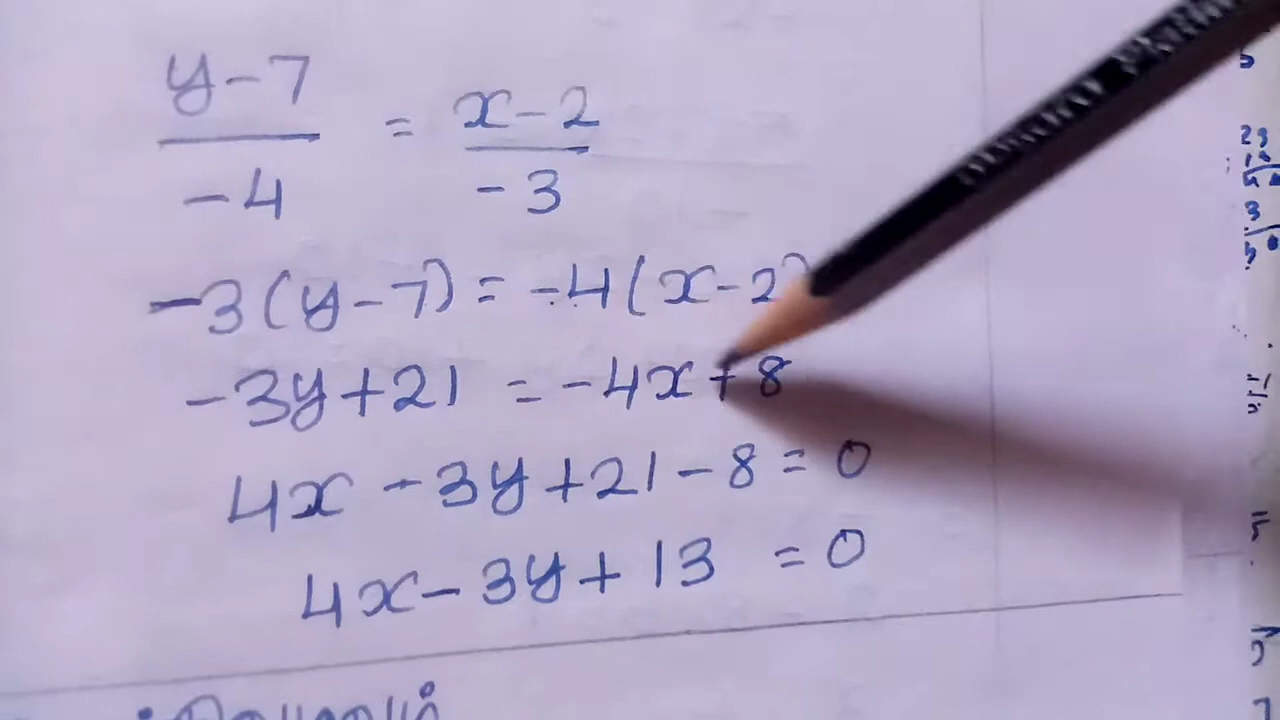 y-7/-4 = x-2/-3
-3(y-7) = -4(x-2)
-3y+21 = -4x+8
4x-3y+21-8=0
4x-3y+13 =0